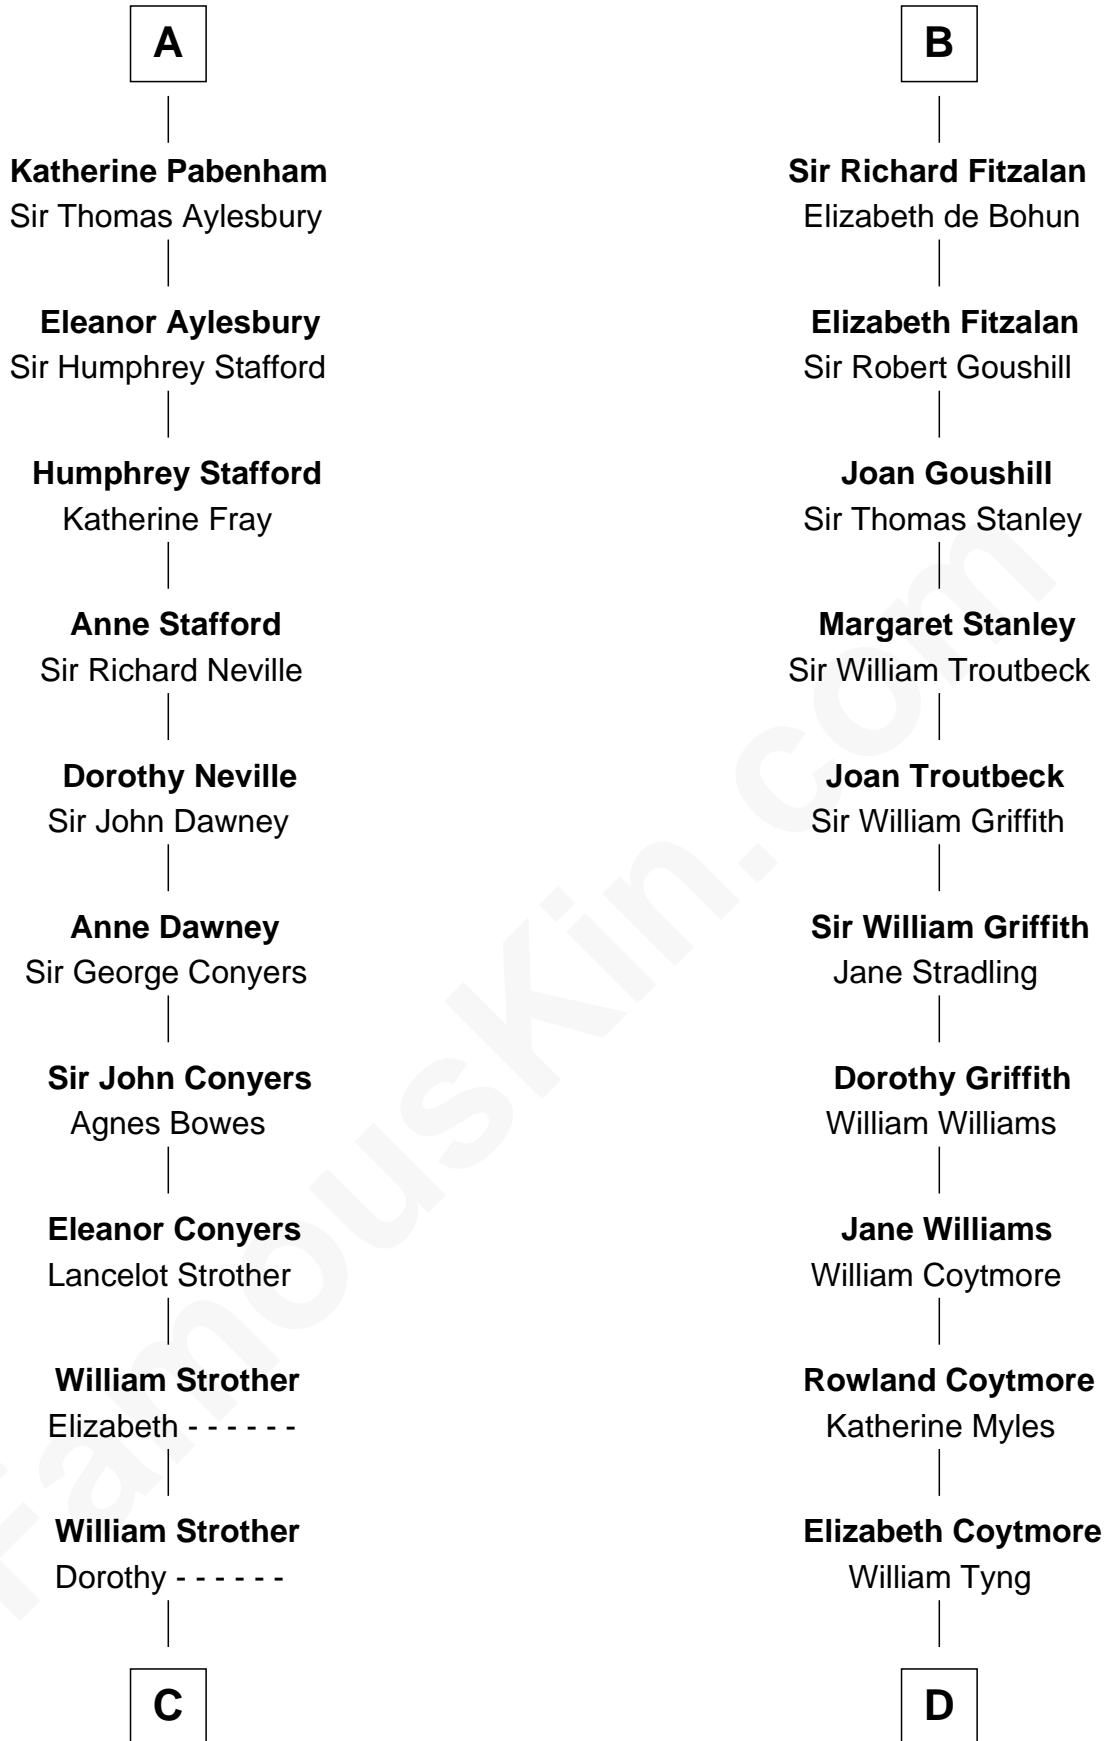 A
Katherine Pabenham
Sir Thomas Aylesbury
Eleanor Aylesbury
Sir Humphrey Stafford
Humphrey Stafford
Katherine Fray
Anne Stafford
Sir Richard Neville
Dorothy Neville
Sir John Dawney
Anne Dawney
Sir George Conyers
Sir John Conyers
Agnes Bowes
Eleanor Conyers
Lancelot Strother
William Strother
Elizabeth - - - - - -
William Strother
Dorothy - - - - - -
C
B
Sir Richard Fitzalan
Elizabeth de Bohun
Elizabeth Fitzalan
Sir Robert Goushill
Joan Goushill
Sir Thomas Stanley
Margaret Stanley
Sir William Troutbeck
Joan Troutbeck
Sir William Griffith
Sir William Griffith
Jane Stradling
Dorothy Griffith
William Williams
Jane Williams
William Coytmore
Rowland Coytmore
Katherine Myles
Elizabeth Coytmore
William Tyng
D
FamousKin.com